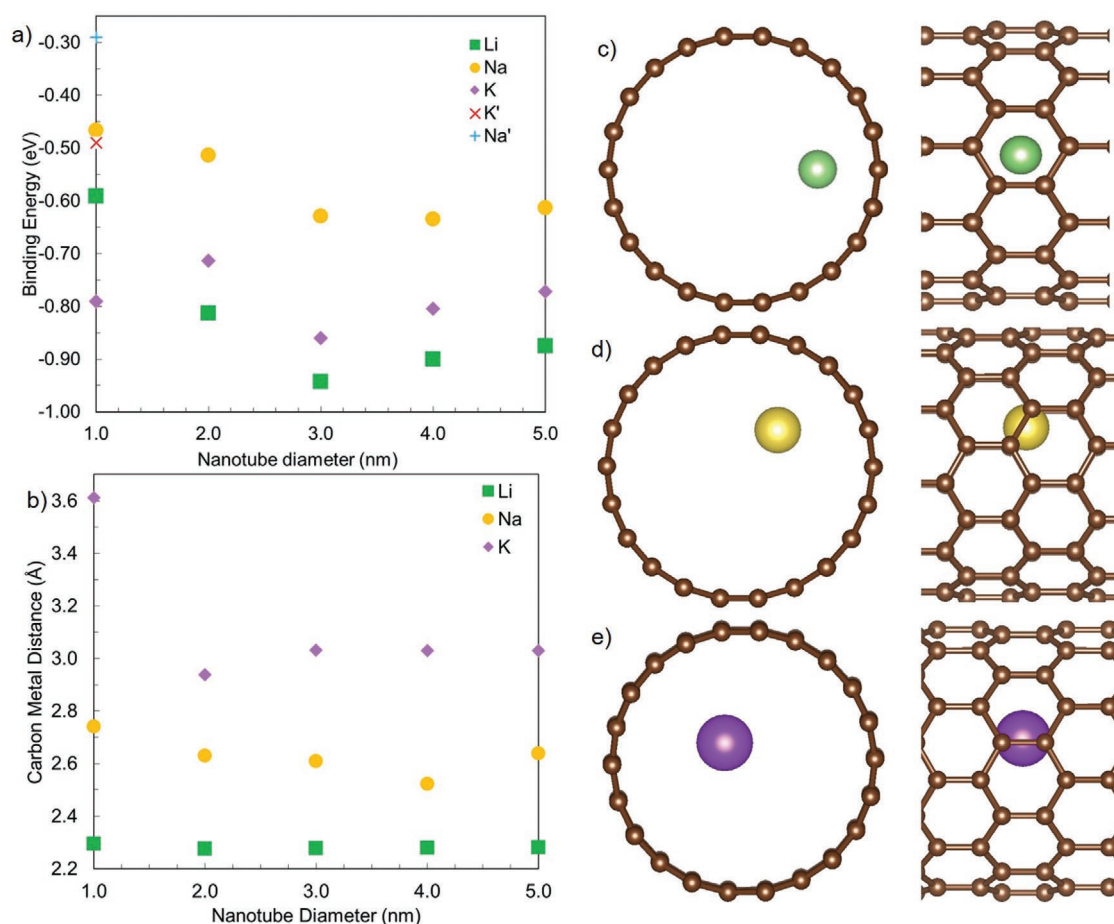 a)
-0.30
-0.40
-0.50
-0.60
-0.70
-0.80
-0.90
-1.00
Binding Energy (eV)
Li
Na
K
K'
Na'
1.0 2.0 3.0 4.0 5.0
Nanotube diameter (nm)
b)
3.6
3.4
3.2
3.0
2.8
2.6
2.4
2.2
Carbon Metal Distance (Å)
Li
Na
K
1.0 2.0 3.0 4.0 5.0
Nanotube Diameter (nm)
c)
d)
e)